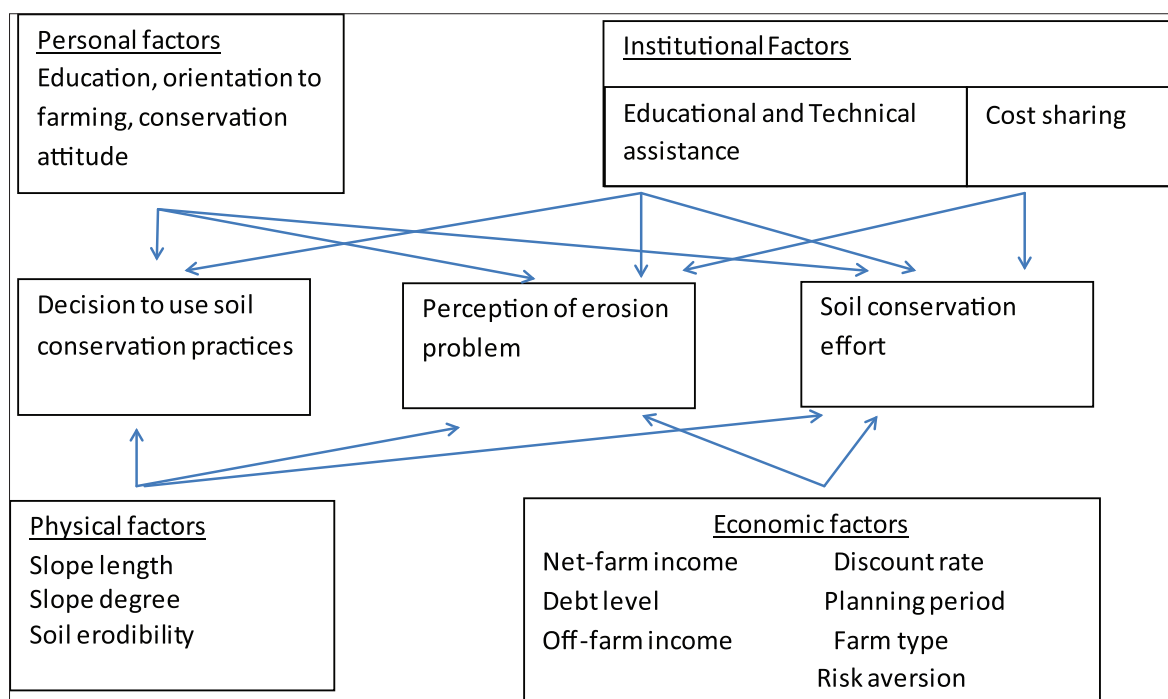 Personal factors
Education, orientation to
farming, conservation
attitude
Institutional Factors
Educational and Technical
assistance
Cost sharing
Decision to use soil
conservation practices
Perception of erosion
problem
Soil conservation
effort
Physical factors
Slope length
Slope degree
Soil erodibility
Economic factors
Net-farm income
Discount rate
Debt level
Planning period
Off-farm income
Farm type
Risk aversion